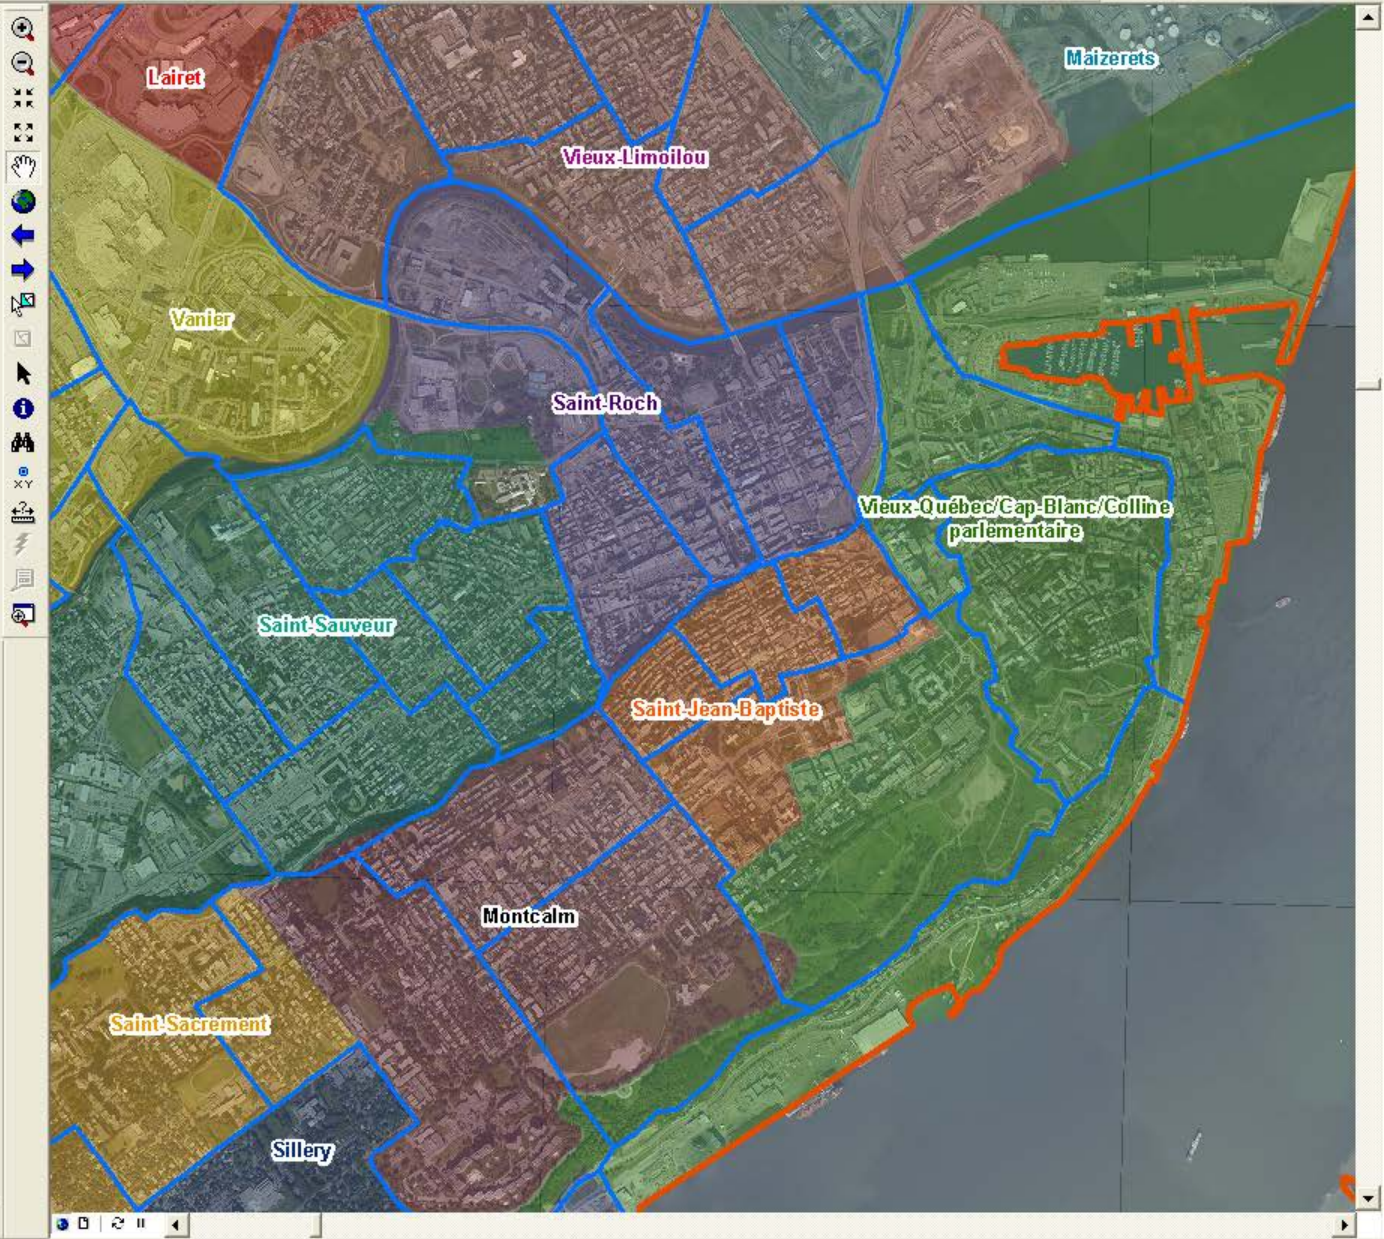 Lairet
Maizerets
Vieux-Limoilou
Vanier
Saint-Roch
Vieux-Québec/Cap-Blanc/Colline
parlementaire
Saint-Sauveur
Saint-Jean-Baptiste
Montcalm
Saint-Sacrement
Sillery
XY